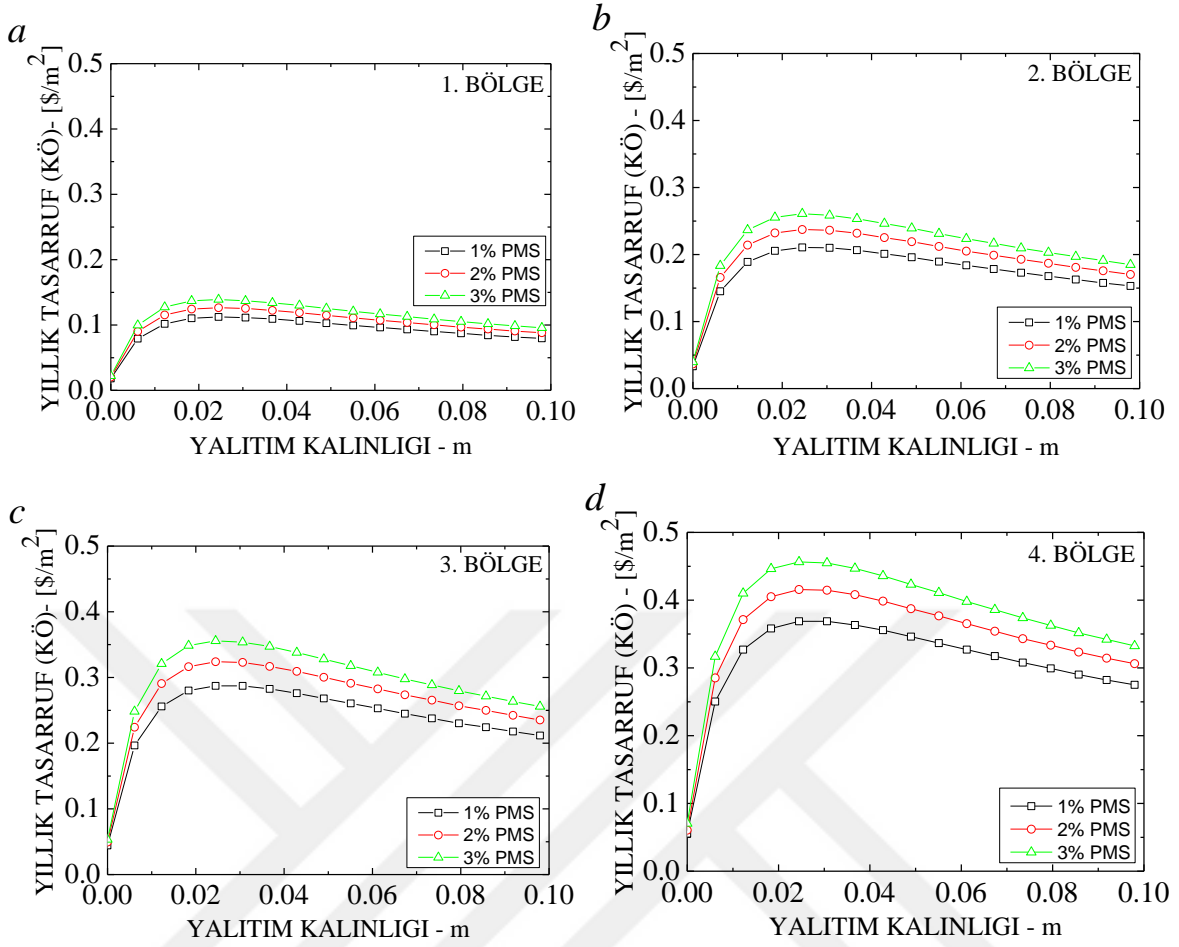 a
YILLIK TASARRUF (KÖ)- [$/m²]
0.5
0.4
0.3
0.2
0.1
0.0
1. BÖLGE
1% PMS
2% PMS
3% PMS
0.00 0.02 0.04 0.06 0.08 0.10
YALITIM KALINLIGI - m
b
YILLIK TASARRUF (KÖ) - [$/m²]
0.5
0.4
0.3
0.2
0.1
0.0
2. BÖLGE
1% PMS
2% PMS
3% PMS
0.00 0.02 0.04 0.06 0.08 0.10
YALITIM KALINLIGI - m
c
YILLIK TASARRUF (KÖ)- [$/m²]
0.5
0.4
0.3
0.2
0.1
0.0
3. BÖLGE
1% PMS
2% PMS
3% PMS
0.00 0.02 0.04 0.06 0.08 0.10
YALITIM KALINLIGI - m
d
YILLIK TASARRUF (KÖ) - [$/m²]
0.5
0.4
0.3
0.2
0.1
0.0
4. BÖLGE
1% PMS
2% PMS
3% PMS
0.00 0.02 0.04 0.06 0.08 0.10
YALITIM KALINLIGI - m